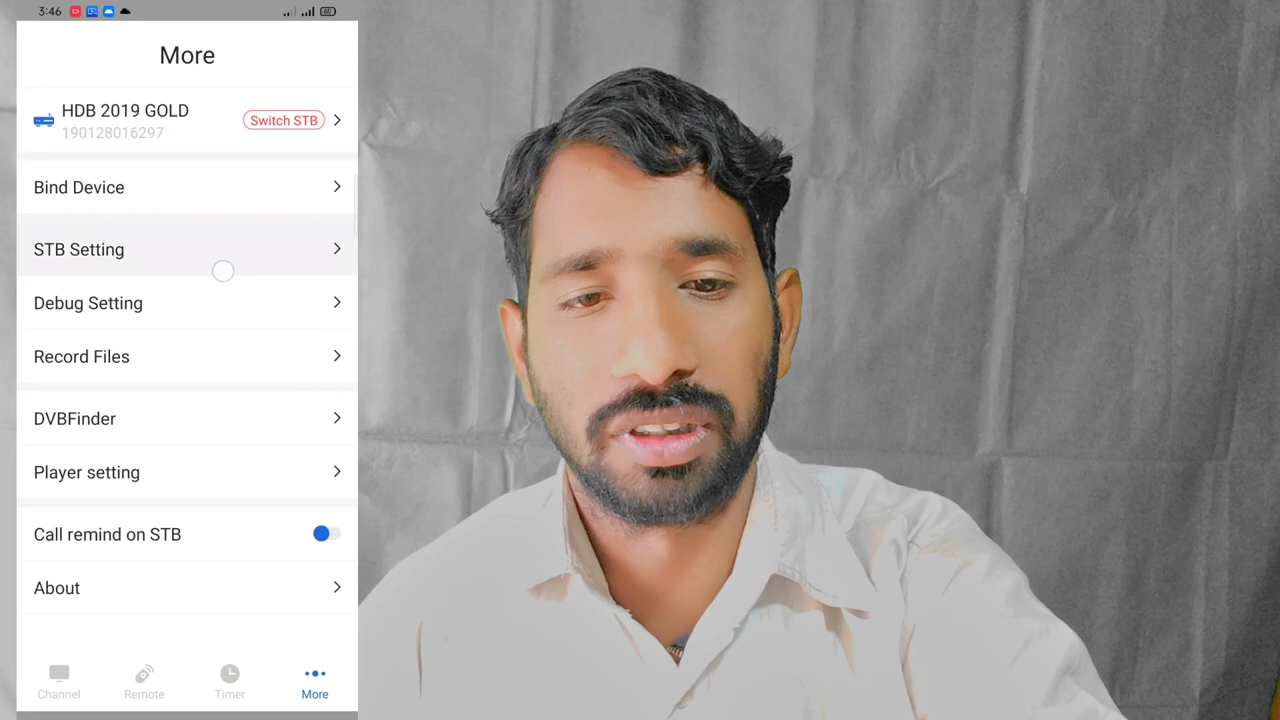 3:46
60
More
HDB 2019 GOLD
190128016297
Switch STB
Bind Device
STB Setting
Debug Setting
Record Files
DVBFinder
Player setting
Call remind on STB
About
Channel
Remote
Timer
More